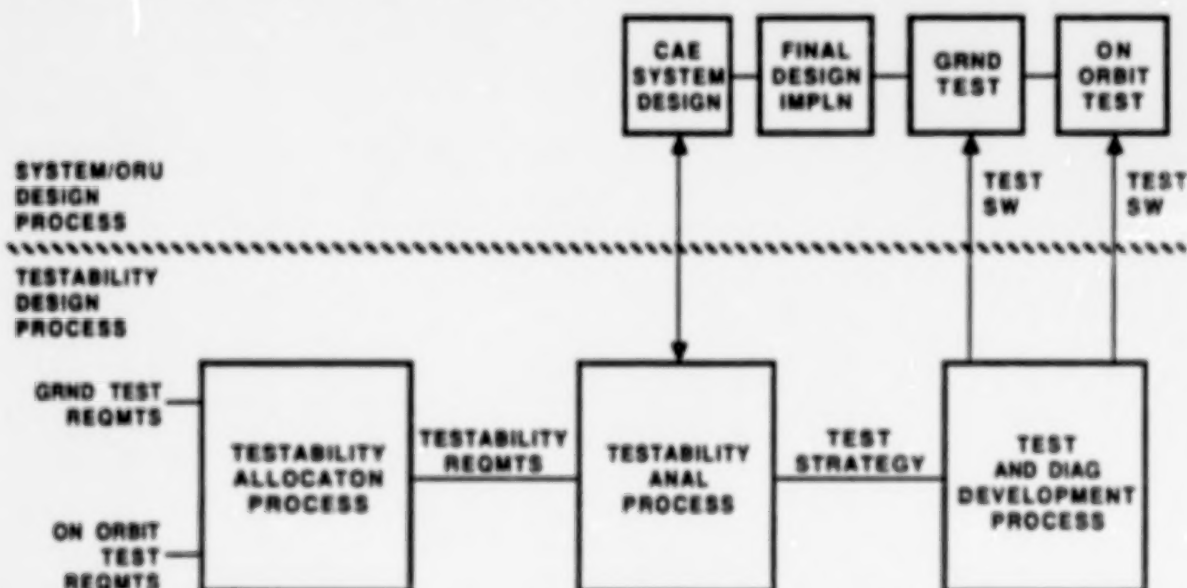 CAE
SYSTEM
DESIGN
FINAL
DESIGN
IMPLN
GRND
TEST
ON
ORBIT
TEST
SYSTEM/ORU
DESIGN
PROCESS
TEST
SW
TEST
SW
TESTABILITY
DESIGN
PROCESS
GRND TEST
REQMTS
TESTABILITY
ALLOCATON
PROCESS
TESTABILITY
REQMTS
TESTABILITY
ANAL
PROCESS
TEST
STRATEGY
TEST
AND DIAG
DEVELOPMENT
PROCESS
ON ORBIT
TEST
REQMTS